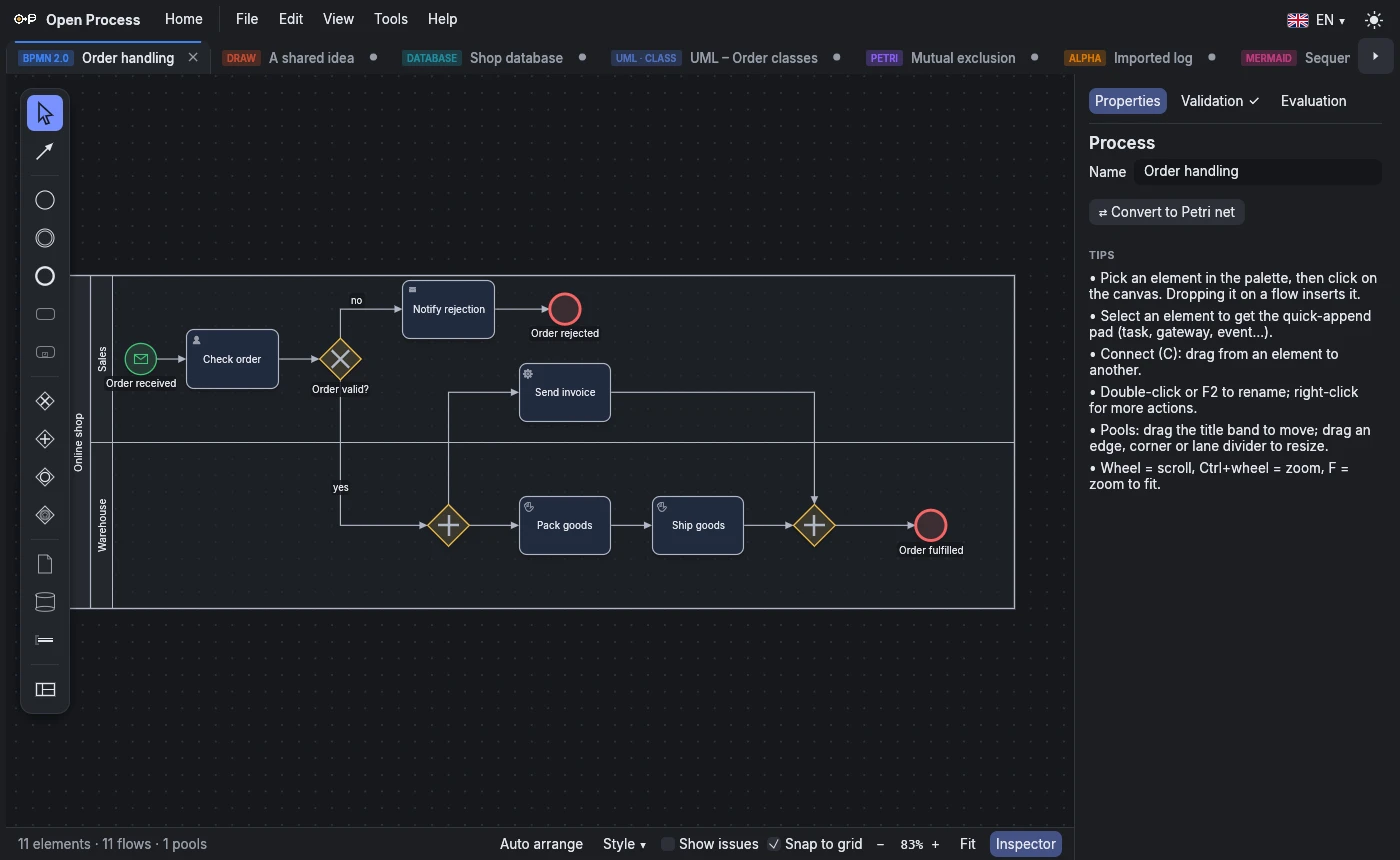 Open Process Home File Edit View Tools Help EN
BPMN 2.0 Order handling DRAW A shared idea DATABASE Shop database UML · CLASS UML – Order classes PETRI Mutual exclusion ALPHA Imported log MERMAID Sequer
Properties Validation Evaluation
Process
Name Order handling
Convert to Petri net
TIPS
• Pick an element in the palette, then click on
the canvas. Dropping it on a flow inserts it.
• Select an element to get the quick-append
pad (task, gateway, event...).
• Connect (C): drag from an element to
another.
• Double-click or F2 to rename; right-click
for more actions.
• Pools: drag the title band to move; drag an
edge, corner or lane divider to resize.
• Wheel = scroll, Ctrl+wheel = zoom, F =
zoom to fit.
Online shop
Sales
Warehouse
Order received
Check order
Order valid?
no
Notify rejection
Order rejected
Send invoice
yes
Pack goods
Ship goods
Order fulfilled
11 elements · 11 flows · 1 pools Auto arrange Style Show issues Snap to grid − 83% + Fit Inspector